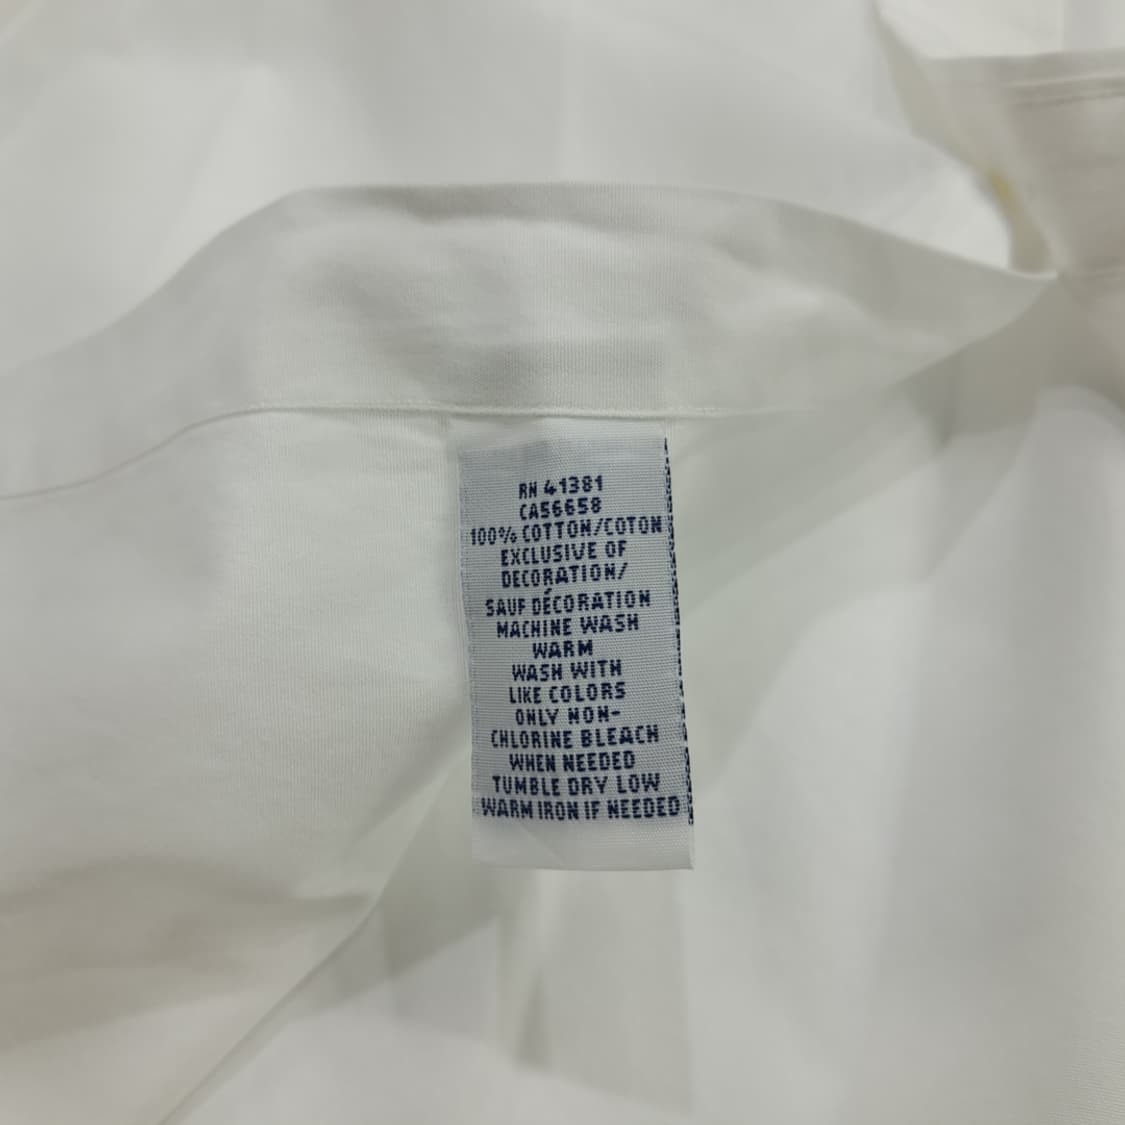 RN 41381
CA56658
100% COTTON/COTON
EXCLUSIVE OF
DECORATION/
SAUF DÉCORATION
MACHINE WASH
WARM
WASH WITH
LIKE COLORS
ONLY NON-
CHLORINE BLEACH
WHEN NEEDED
TUMBLE DRY LOW
WARM IRON IF NEEDED